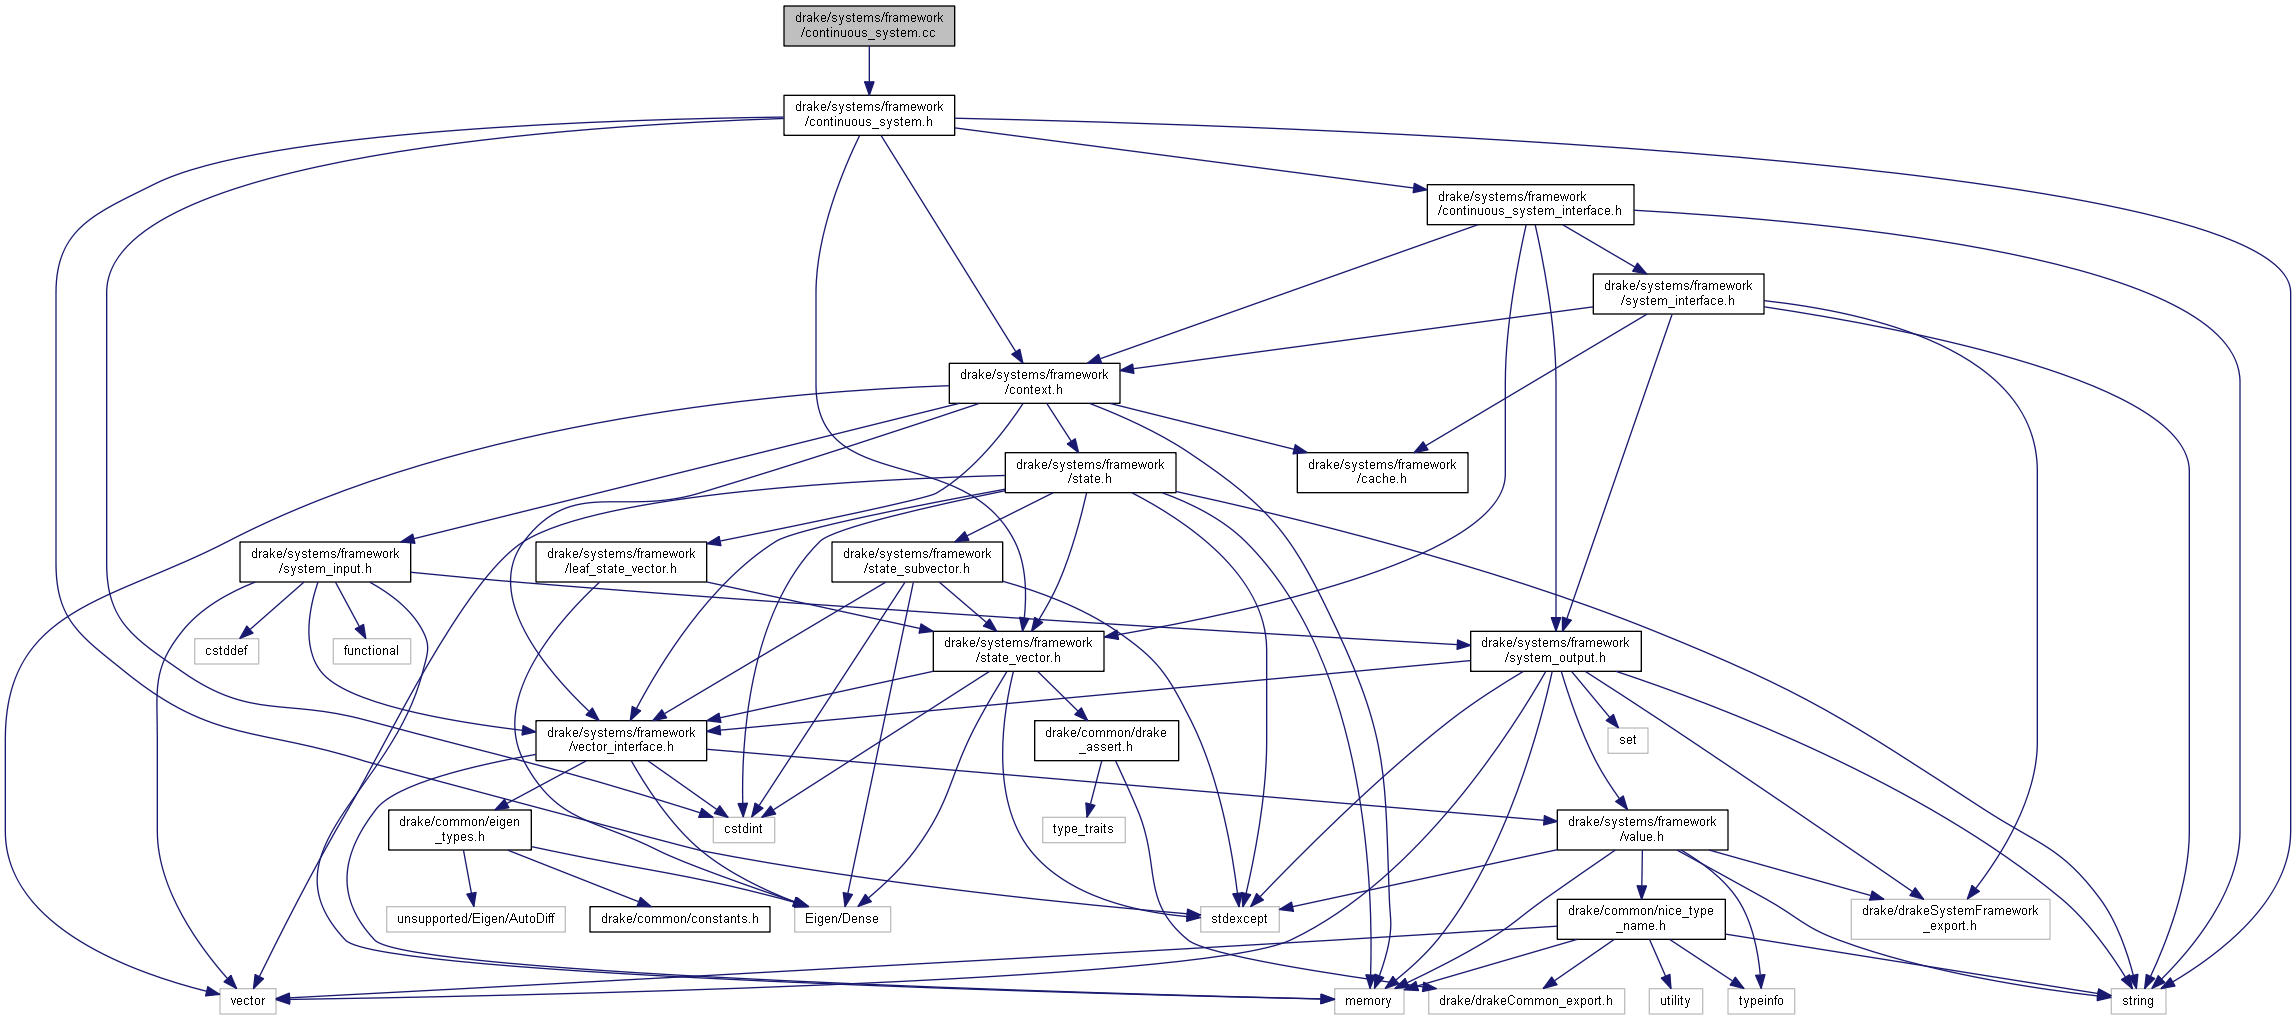 drake/systems/framework
/continuous_system.cc
drake/systems/framework
/continuous_system.h
drake/systems/framework
/continuous_system_interface.h
drake/systems/framework
/system_interface.h
drake/systems/framework
/context.h
drake/systems/framework
/state.h
drake/systems/framework
/cache.h
drake/systems/framework
/system_input.h
drake/systems/framework
/leaf_state_vector.h
drake/systems/framework
/state_subvector.h
cstddef
functional
drake/systems/framework
/state_vector.h
drake/systems/framework
/system_output.h
drake/systems/framework
/vector_interface.h
drake/common/drake
_assert.h
set
drake/common/eigen
_types.h
cstdint
type_traits
drake/systems/framework
/value.h
unsupported/Eigen/AutoDiff
drake/common/constants.h
Eigen/Dense
stdexcept
drake/common/nice_type
_name.h
drake/drakeSystemFramework
_export.h
vector
memory
drake/drakeCommon_export.h
utility
typeinfo
string